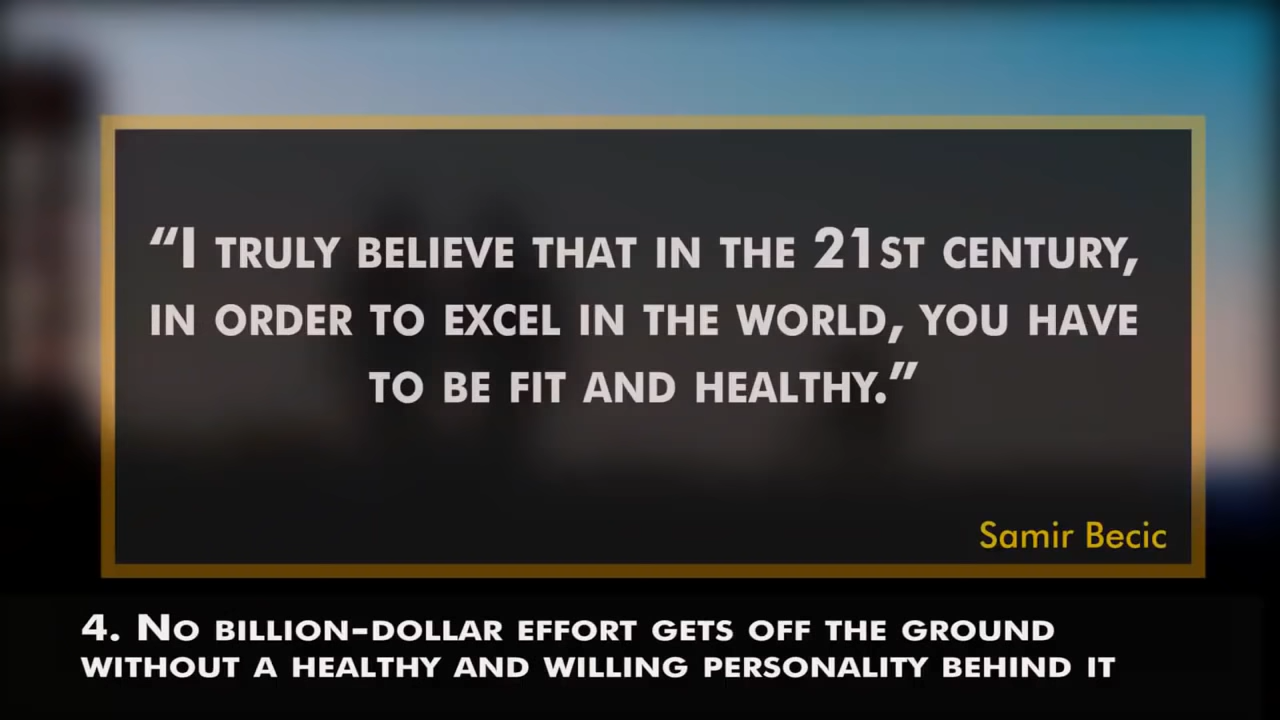 “I TRULY BELIEVE THAT IN THE 21ST CENTURY,
IN ORDER TO EXCEL IN THE WORLD, YOU HAVE
TO BE FIT AND HEALTHY.”
Samir Becic
4. NO BILLION-DOLLAR EFFORT GETS OFF THE GROUND
WITHOUT A HEALTHY AND WILLING PERSONALITY BEHIND IT